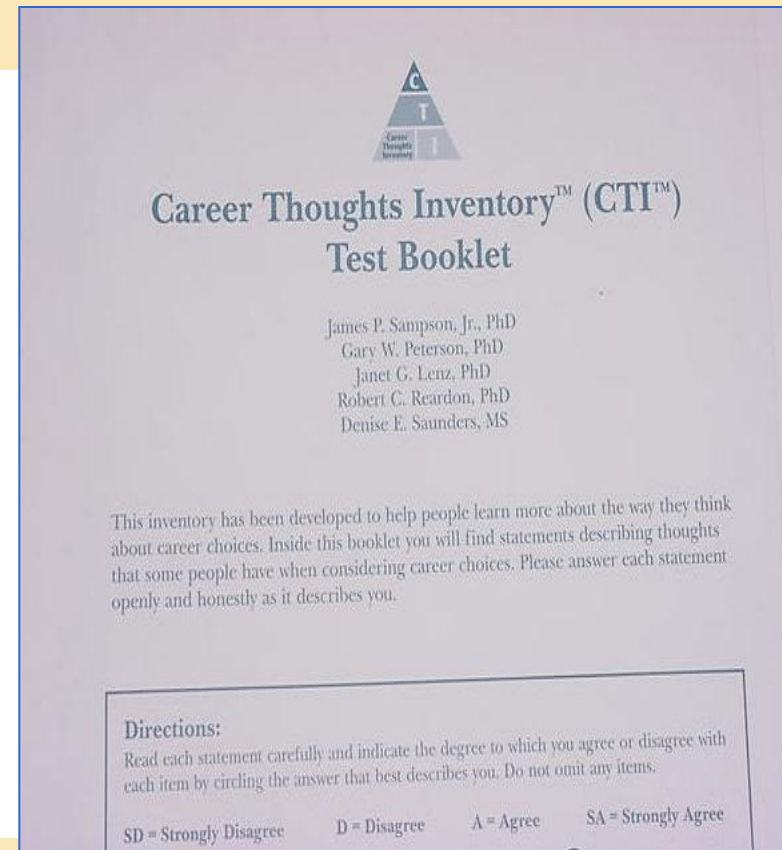 C
T
Career
Thoughts
Inventory
I
Career Thoughts Inventory™ (CTI™)
Test Booklet
James P. Sampson, Jr., PhD
Gary W. Peterson, PhD
Janet G. Lenz, PhD
Robert C. Reardon, PhD
Denise E. Saunders, MS
This inventory has been developed to help people learn more about the way they think
about career choices. Inside this booklet you will find statements describing thoughts
that some people have when considering career choices. Please answer each statement
openly and honestly as it describes you.
Directions:
Read each statement carefully and indicate the degree to which you agree or disagree with
each item by circling the answer that best describes you. Do not omit any items.
SD = Strongly Disagree D = Disagree A = Agree SA = Strongly Agree